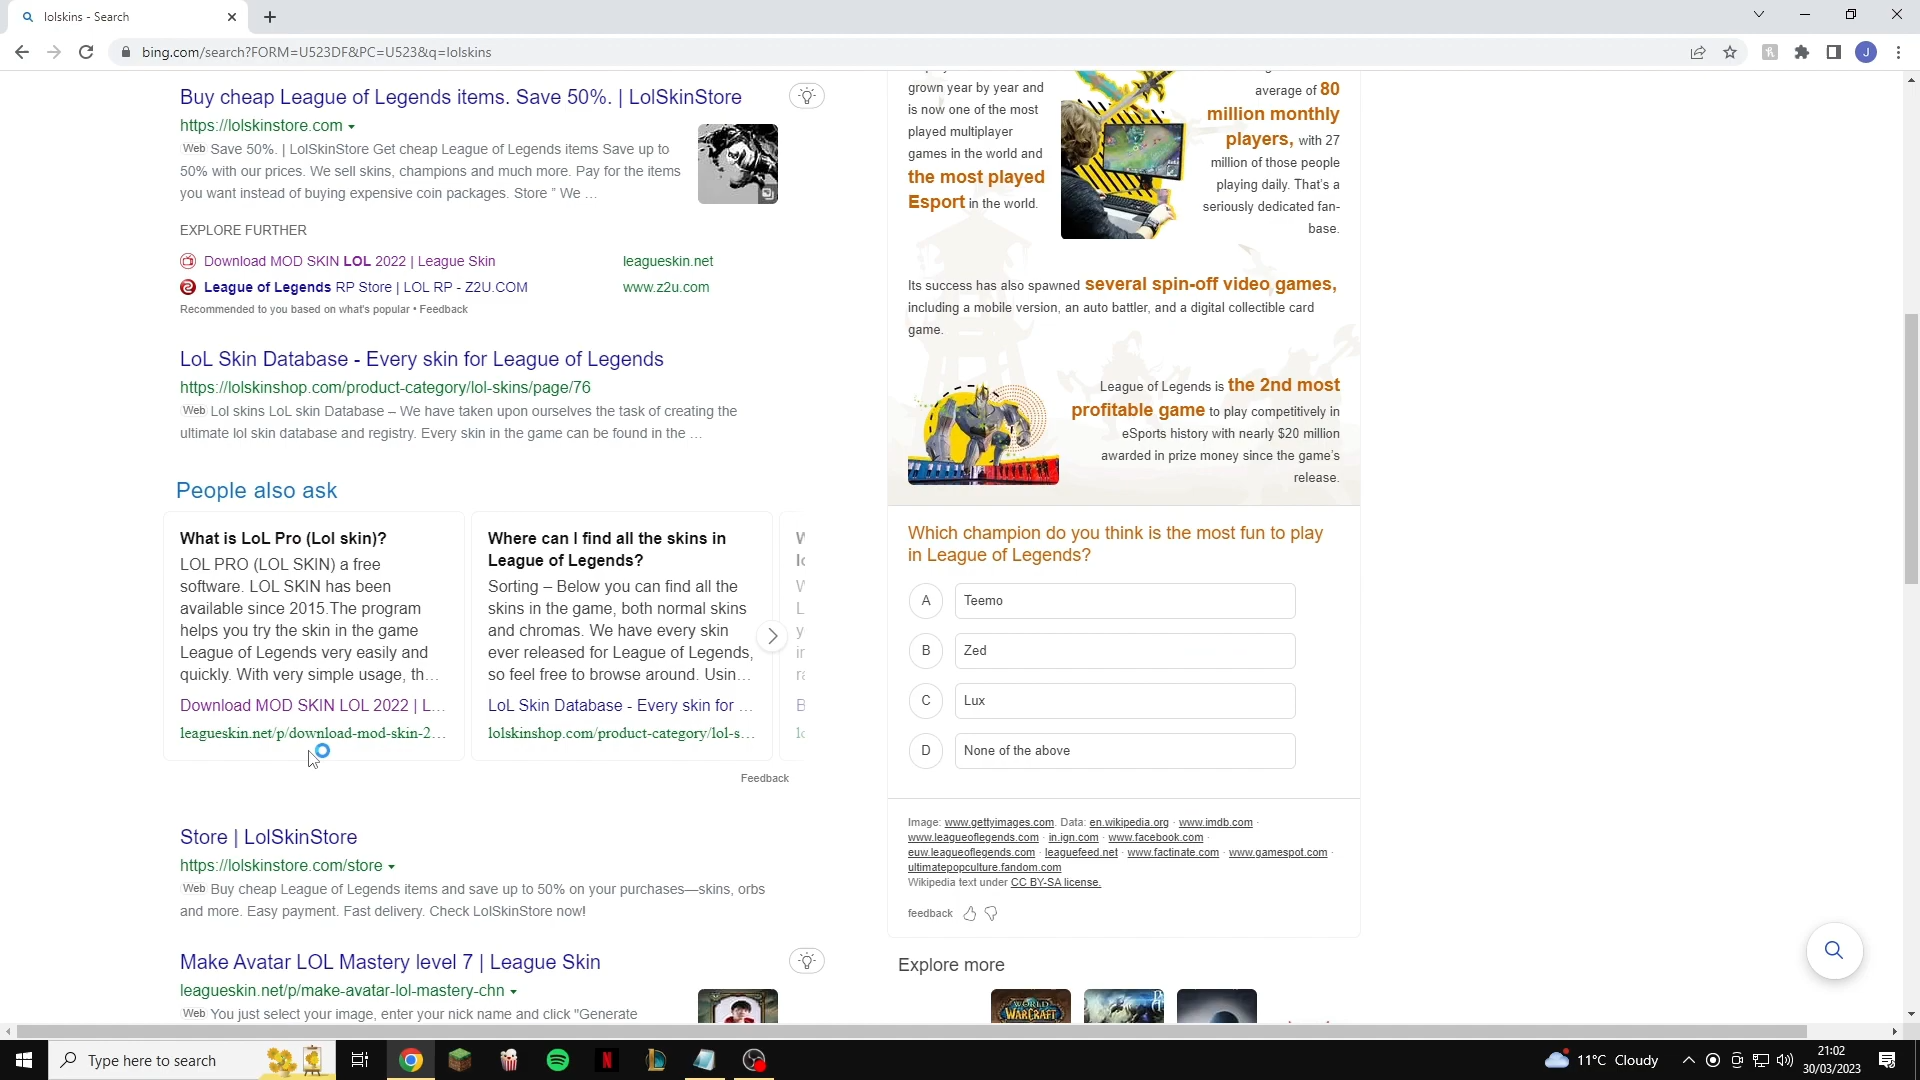 lolskins - Search
bing.com/search?FORM=U523DF&PC=U523&q=lolskins
J
Buy cheap League of Legends items. Save 50%. | LolSkinStore
https://lolskinstore.com
Web Save 50%. | LolSkinStore Get cheap League of Legends items Save up to
50% with our prices. We sell skins, champions and much more. Pay for the items
you want instead of buying expensive coin packages. Store ” We ...
EXPLORE FURTHER
Download MOD SKIN LOL 2022 | League Skin leagueskin.net
League of Legends RP Store | LOL RP - Z2U.COM www.z2u.com
Recommended to you based on what's popular • Feedback
LoL Skin Database - Every skin for League of Legends
https://lolskinshop.com/product-category/lol-skins/page/76
Web Lol skins LoL skin Database – We have taken upon ourselves the task of creating the
ultimate lol skin database and registry. Every skin in the game can be found in the ...
People also ask
What is LoL Pro (Lol skin)?
LOL PRO (LOL SKIN) a free
software. LOL SKIN has been
available since 2015.The program
helps you try the skin in the game
League of Legends very easily and
quickly. With very simple usage, th...
Download MOD SKIN LOL 2022 | L...
leagueskin.net/p/download-mod-skin-2...
Where can I find all the skins in
League of Legends?
Sorting – Below you can find all the
skins in the game, both normal skins
and chromas. We have every skin
ever released for League of Legends,
so feel free to browse around. Usin...
LoL Skin Database - Every skin for ...
lolskinshop.com/product-category/lol-s...
Feedback
Store | LolSkinStore
https://lolskinstore.com/store
Web Buy cheap League of Legends items and save up to 50% on your purchases—skins, orbs
and more. Easy payment. Fast delivery. Check LolSkinStore now!
Make Avatar LOL Mastery level 7 | League Skin
leagueskin.net/p/make-avatar-lol-mastery-chn
Web You just select your image, enter your nick name and click "Generate
grown year by year and
is now one of the most
played multiplayer
games in the world and
the most played
Esport in the world.
average of 80
million monthly
players, with 27
million of those people
playing daily. That's a
seriously dedicated fan-
base.
Its success has also spawned several spin-off video games,
including a mobile version, an auto battler, and a digital collectible card
game.
League of Legends is the 2nd most
profitable game to play competitively in
eSports history with nearly $20 million
awarded in prize money since the game's
release.
Which champion do you think is the most fun to play
in League of Legends?
A Teemo
B Zed
C Lux
D None of the above
Image: www.gettyimages.com. Data: en.wikipedia.org · www.imdb.com ·
www.leagueoflegends.com · in.ign.com · www.facebook.com ·
euw.leagueoflegends.com · leaguefeed.net · www.factinate.com · www.gamespot.com ·
ultimatepopculture.fandom.com
Wikipedia text under CC BY-SA license.
feedback
Explore more
WORLD
WARCRAFT
Type here to search
11°C Cloudy
21:02
30/03/2023